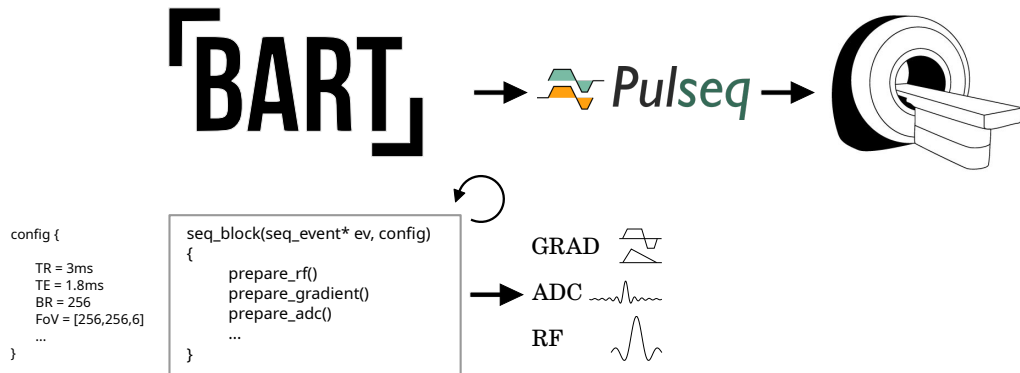 BART
Pulseq
config {
TR = 3ms
TE = 1.8ms
BR = 256
FoV = [256,256,6]
...
}
seq_block(seq_event* ev, config)
{
prepare_rf()
prepare_gradient()
prepare_adc()
...
}
GRAD
ADC
RF